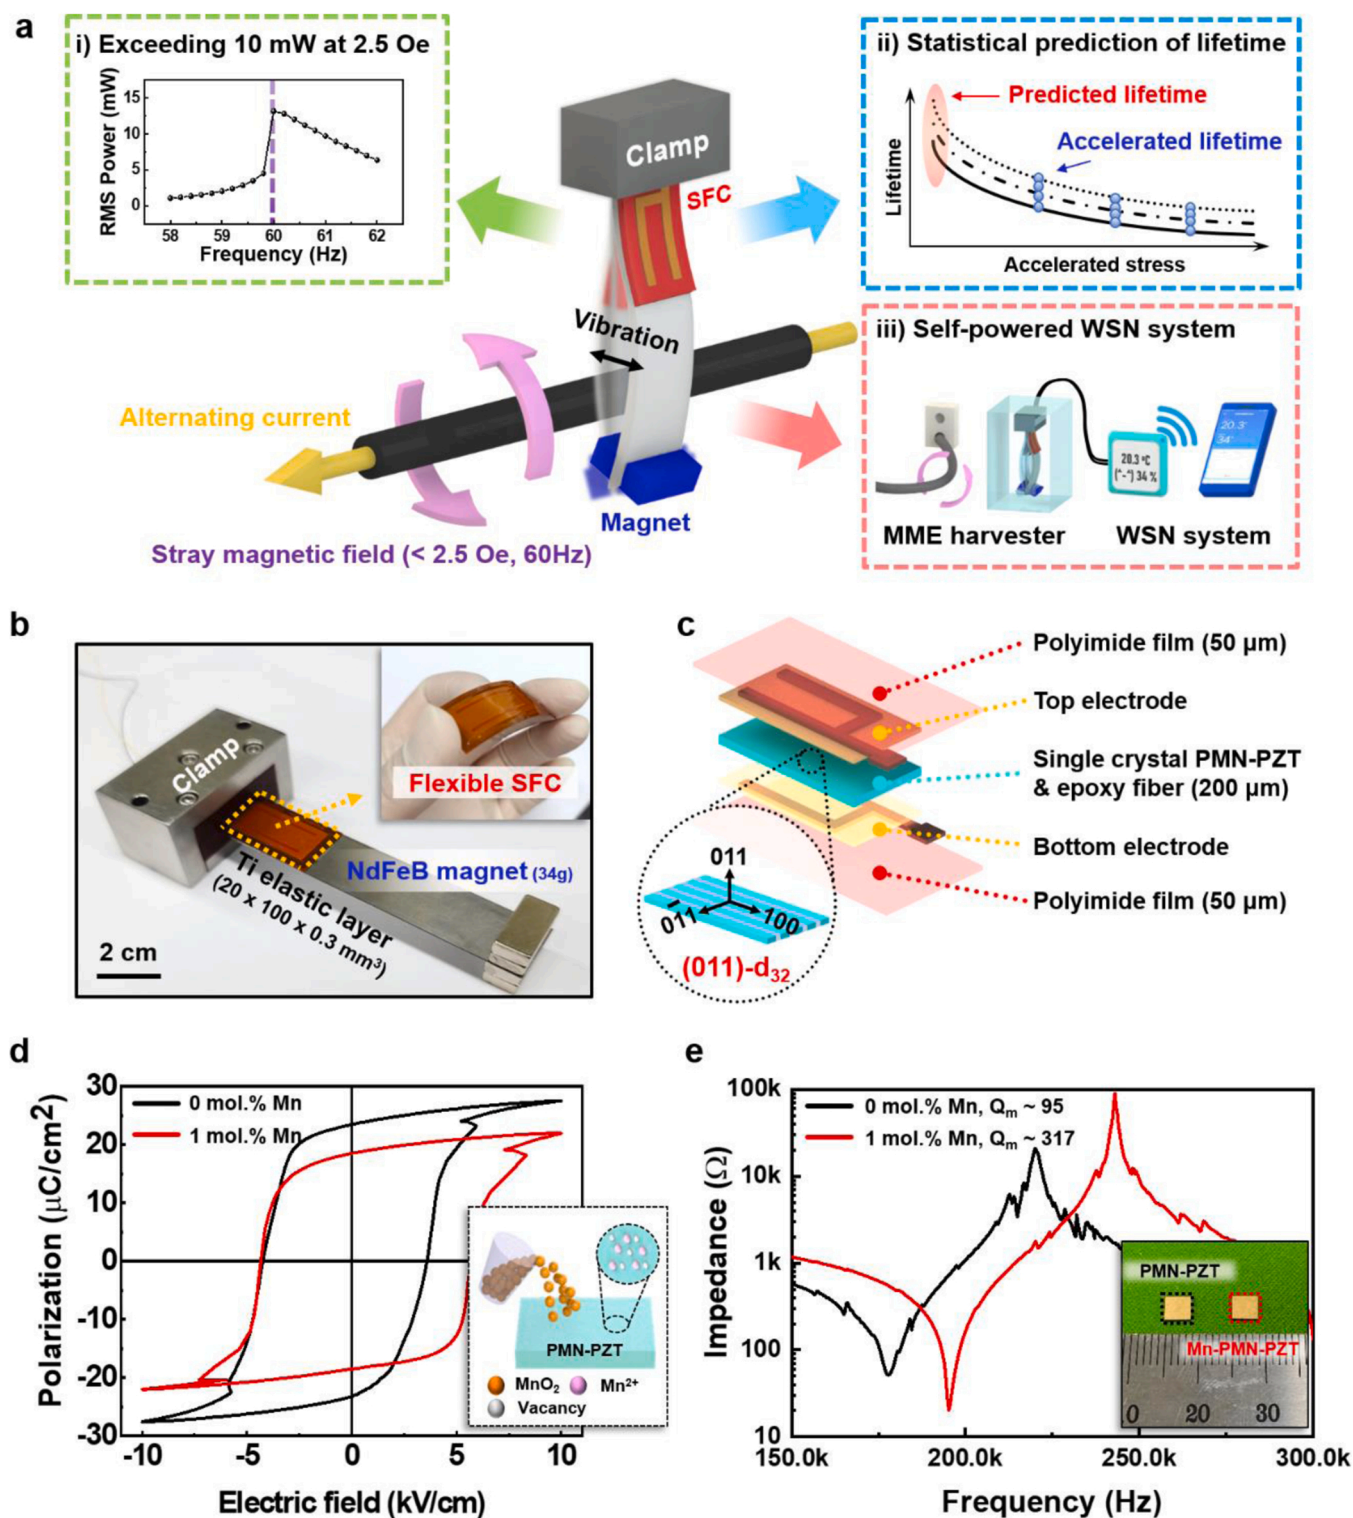 a
i) Exceeding 10 mW at 2.5 Oe
RMS Power (mW)
15
10
5
0
58 59 60 61 62
Frequency (Hz)
Clamp
SFC
Vibration
Alternating current
Magnet
Stray magnetic field (< 2.5 Oe, 60Hz)
ii) Statistical prediction of lifetime
Predicted lifetime
Accelerated lifetime
Lifetime
Accelerated stress
iii) Self-powered WSN system
20.3 °C
(^-^) 34 %
20.3°
34°
MME harvester
WSN system
b
Clamp
Flexible SFC
NdFeB magnet (34g)
Ti elastic layer
(20 x 100 x 0.3 mm³)
2 cm
c
Polyimide film (50 μm)
Top electrode
Single crystal PMN-PZT
& epoxy fiber (200 μm)
Bottom electrode
Polyimide film (50 μm)
011
01̄1
100
(011)-d₃₂
d
Polarization (μC/cm²)
30
20
10
0
-10
-20
-30
0 mol.% Mn
1 mol.% Mn
PMN-PZT
MnO₂
Mn²⁺
Vacancy
-10 -5 0 5 10
Electric field (kV/cm)
e
Impedance (Ω)
100k
10k
1k
100
10
0 mol.% Mn, Qₘ ~ 95
1 mol.% Mn, Qₘ ~ 317
PMN-PZT
Mn-PMN-PZT
0 20 30
150.0k 200.0k 250.0k 300.0k
Frequency (Hz)